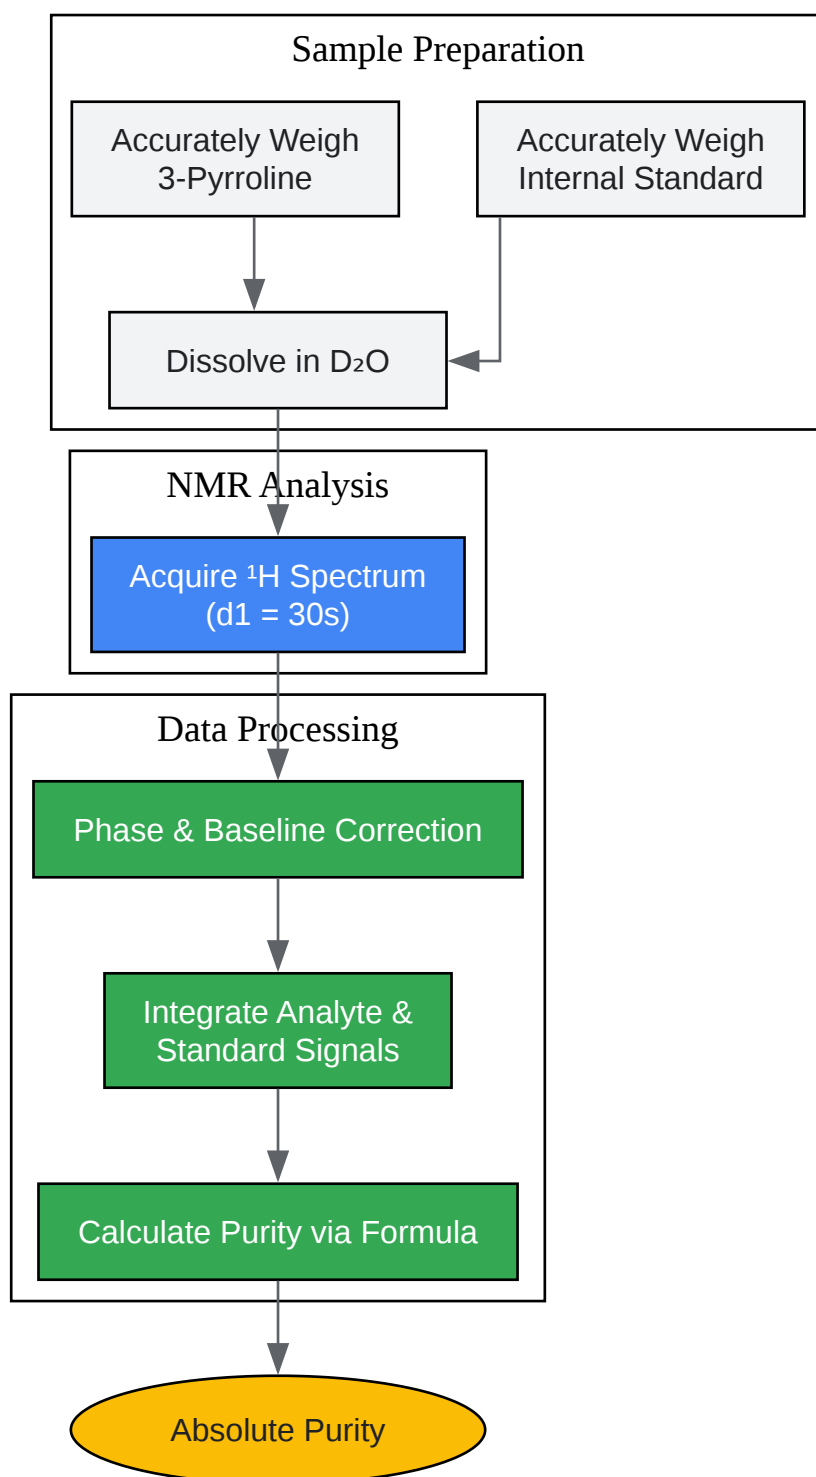 Sample Preparation
Accurately Weigh
3-Pyrroline
Accurately Weigh
Internal Standard
Dissolve in D₂O
NMR Analysis
Acquire ¹H Spectrum
(d1 = 30s)
Data Processing
Phase & Baseline Correction
Integrate Analyte &
Standard Signals
Calculate Purity via Formula
Absolute Purity